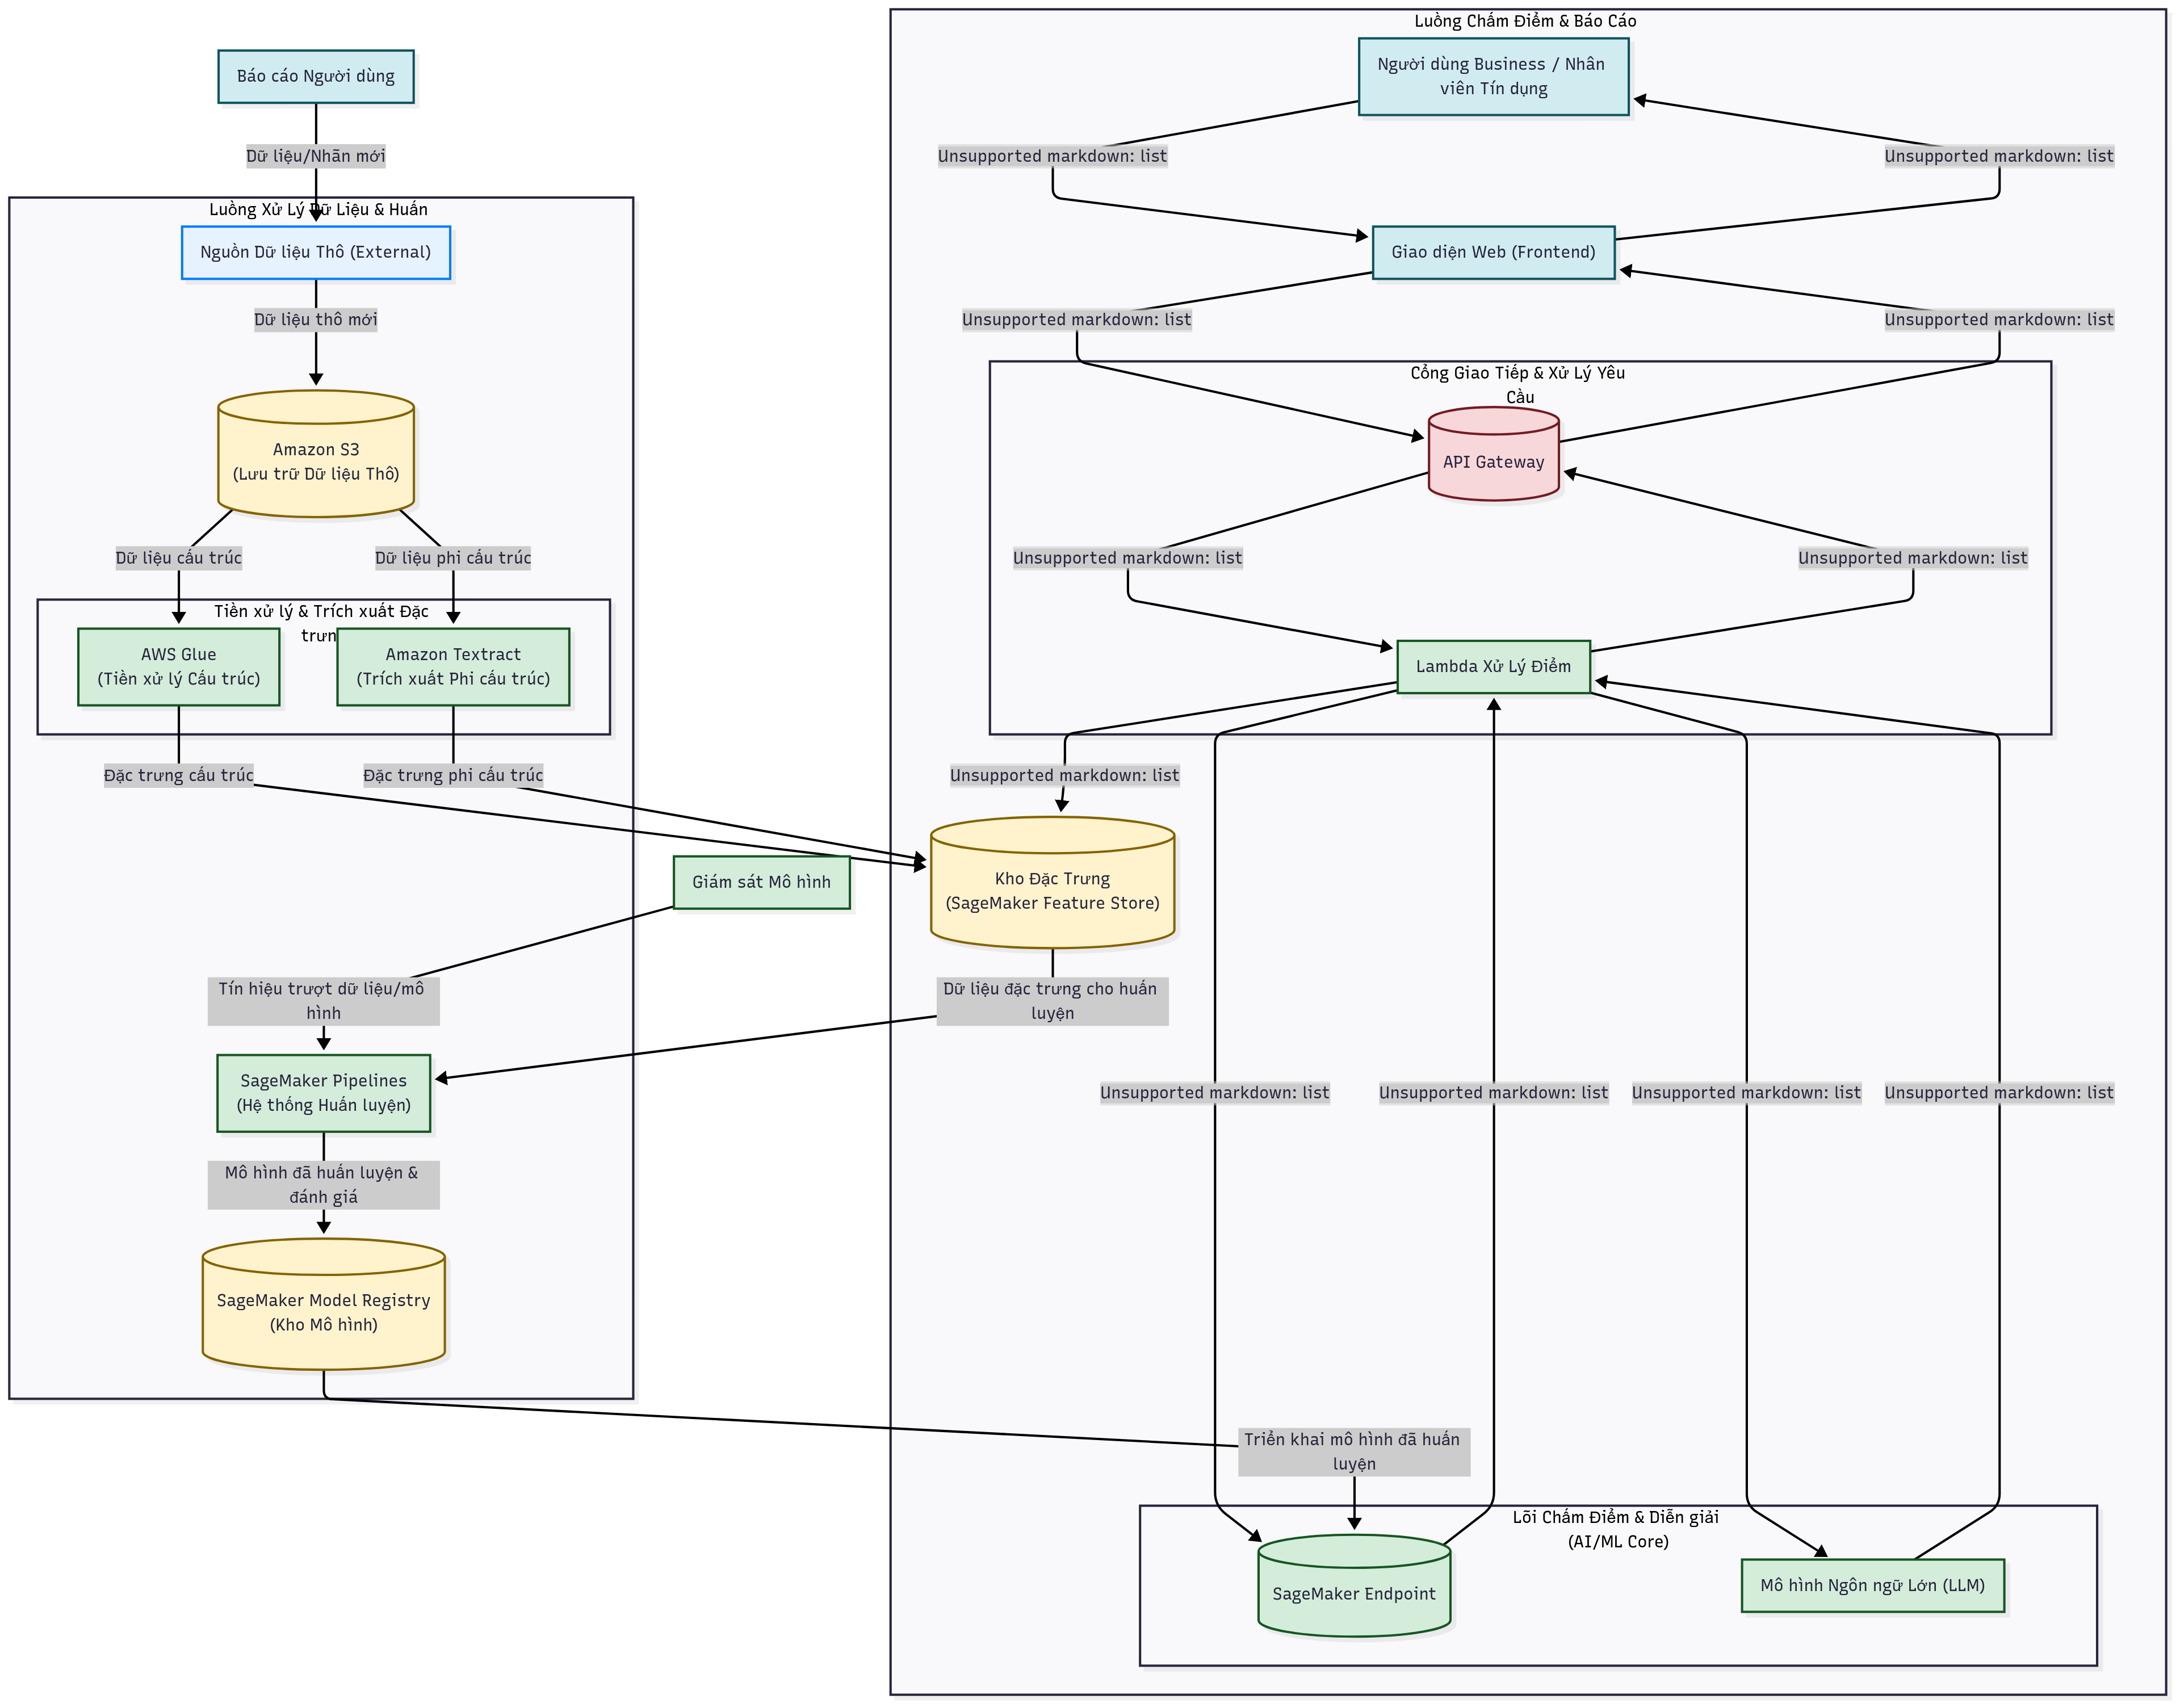 Báo cáo Người dùng
Dữ liệu/Nhãn mới
Luồng Xử Lý Dữ Liệu & Huấn
Nguồn Dữ liệu Thô (External)
Dữ liệu thô mới
Amazon S3
(Lưu trữ Dữ liệu Thô)
Dữ liệu cấu trúc
Dữ liệu phi cấu trúc
Tiền xử lý & Trích xuất Đặc
trưn
AWS Glue
(Tiền xử lý Cấu trúc)
Amazon Textract
(Trích xuất Phi cấu trúc)
Đặc trưng cấu trúc
Đặc trưng phi cấu trúc
Giám sát Mô hình
Tín hiệu trượt dữ liệu/mô
hình
SageMaker Pipelines
(Hệ thống Huấn luyện)
Mô hình đã huấn luyện &
đánh giá
SageMaker Model Registry
(Kho Mô hình)
Luồng Chấm Điểm & Báo Cáo
Người dùng Business / Nhân
viên Tín dụng
Unsupported markdown: list
Unsupported markdown: list
Giao diện Web (Frontend)
Unsupported markdown: list
Unsupported markdown: list
Cổng Giao Tiếp & Xử Lý Yêu
Cầu
API Gateway
Unsupported markdown: list
Unsupported markdown: list
Lambda Xử Lý Điểm
Unsupported markdown: list
Kho Đặc Trưng
(SageMaker Feature Store)
Dữ liệu đặc trưng cho huấn
luyện
Unsupported markdown: list
Unsupported markdown: list
Unsupported markdown: list
Unsupported markdown: list
Triển khai mô hình đã huấn
luyện
Lõi Chấm Điểm & Diễn giải
(AI/ML Core)
SageMaker Endpoint
Mô hình Ngôn ngữ Lớn (LLM)